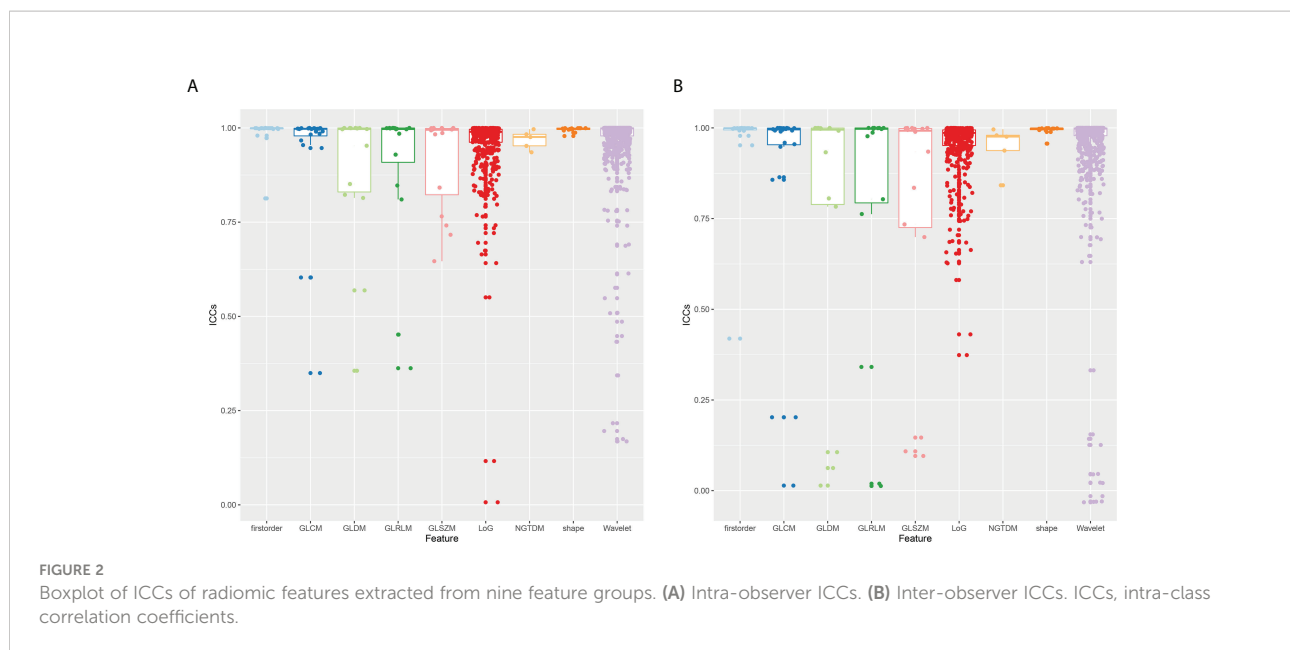 A
B
1.00
0.75
0.50
0.25
0.00
ICCs
firstorder GLCM GLDM GLRLM GLSZM LoG NGTDM shape Wavelet
Feature
1.00
0.75
0.50
0.25
0.00
ICCs
firstorder GLCM GLDM GLRLM GLSZM LoG NGTDM shape Wavelet
Feature
FIGURE 2
Boxplot of ICCs of radiomic features extracted from nine feature groups. (A) Intra-observer ICCs. (B) Inter-observer ICCs. ICCs, intra-class
correlation coefficients.